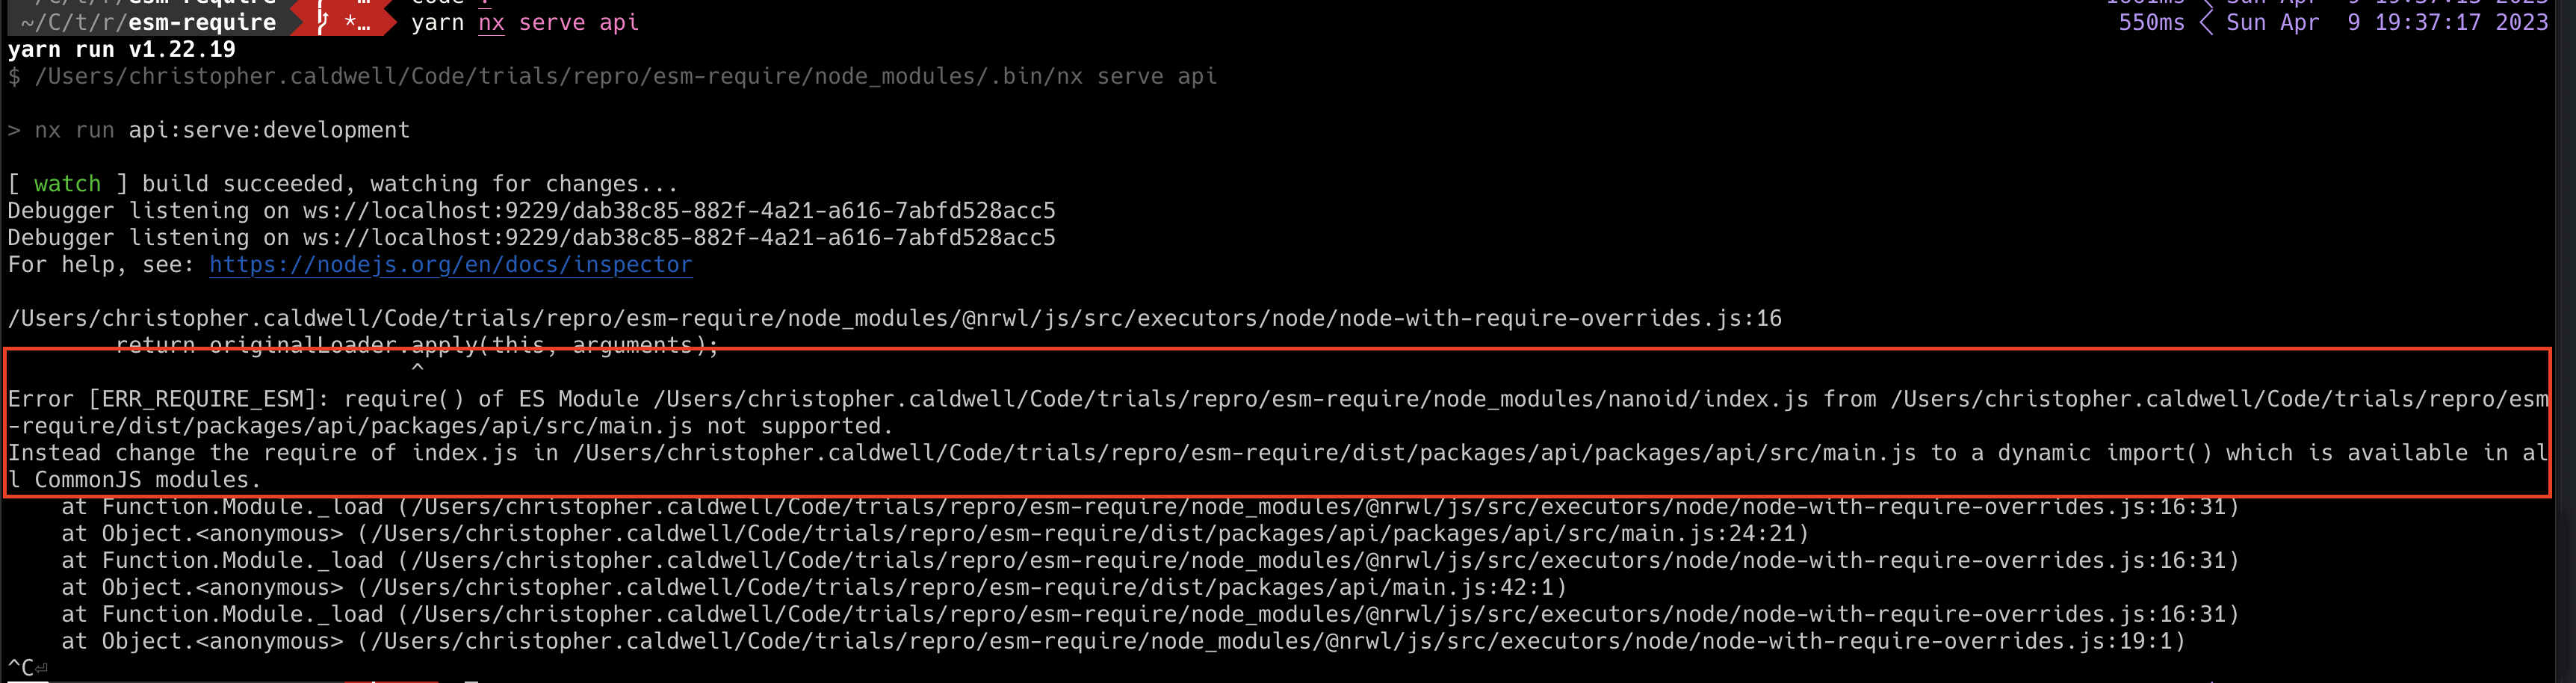 ~/C/t/r/esm-require *… yarn nx serve api 550ms Sun Apr 9 19:37:17 2023
yarn run v1.22.19
$ /Users/christopher.caldwell/Code/trials/repro/esm-require/node_modules/.bin/nx serve api
> nx run api:serve:development
[ watch ] build succeeded, watching for changes...
Debugger listening on ws://localhost:9229/dab38c85-882f-4a21-a616-7abfd528acc5
Debugger listening on ws://localhost:9229/dab38c85-882f-4a21-a616-7abfd528acc5
For help, see: https://nodejs.org/en/docs/inspector
/Users/christopher.caldwell/Code/trials/repro/esm-require/node_modules/@nrwl/js/src/executors/node/node-with-require-overrides.js:16
return originalLoader.apply(this, arguments);
^
Error [ERR_REQUIRE_ESM]: require() of ES Module /Users/christopher.caldwell/Code/trials/repro/esm-require/node_modules/nanoid/index.js from /Users/christopher.caldwell/Code/trials/repro/esm
-require/dist/packages/api/packages/api/src/main.js not supported.
Instead change the require of index.js in /Users/christopher.caldwell/Code/trials/repro/esm-require/dist/packages/api/packages/api/src/main.js to a dynamic import() which is available in al
l CommonJS modules.
at Function.Module._load (/Users/christopher.caldwell/Code/trials/repro/esm-require/node_modules/@nrwl/js/src/executors/node/node-with-require-overrides.js:16:31)
at Object.<anonymous> (/Users/christopher.caldwell/Code/trials/repro/esm-require/dist/packages/api/packages/api/src/main.js:24:21)
at Function.Module._load (/Users/christopher.caldwell/Code/trials/repro/esm-require/node_modules/@nrwl/js/src/executors/node/node-with-require-overrides.js:16:31)
at Object.<anonymous> (/Users/christopher.caldwell/Code/trials/repro/esm-require/dist/packages/api/main.js:42:1)
at Function.Module._load (/Users/christopher.caldwell/Code/trials/repro/esm-require/node_modules/@nrwl/js/src/executors/node/node-with-require-overrides.js:16:31)
at Object.<anonymous> (/Users/christopher.caldwell/Code/trials/repro/esm-require/node_modules/@nrwl/js/src/executors/node/node-with-require-overrides.js:19:1)
^C⏎